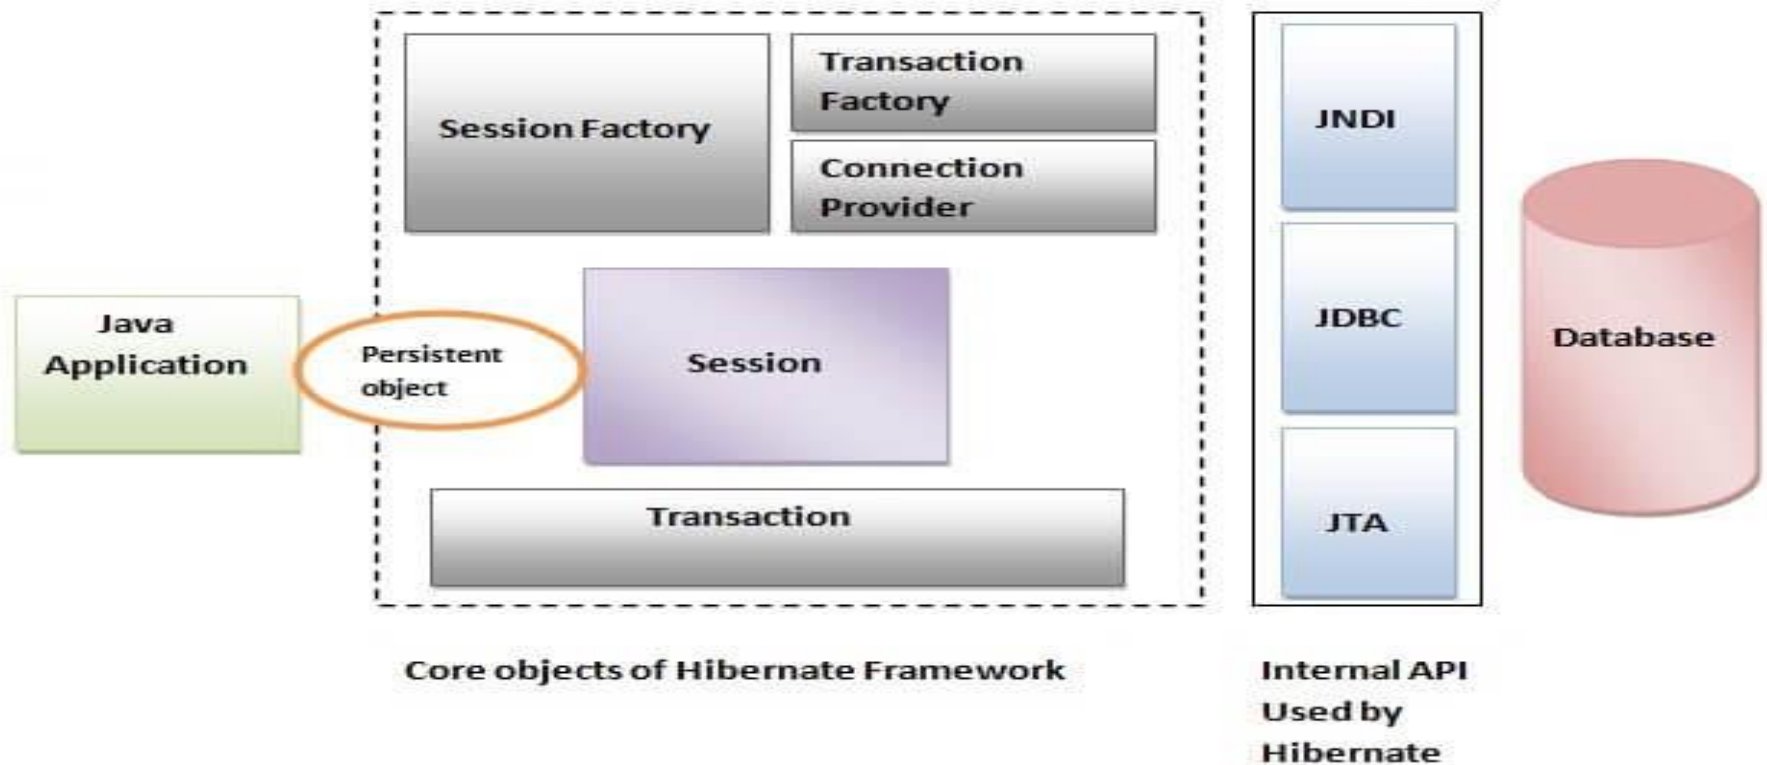 Session Factory
Transaction
Factory
Connection
Provider
Java
Application
Persistent
object
Session
Transaction
JNDI
JDBC
JTA
Database
Core objects of Hibernate Framework
Internal API
Used by
Hibernate